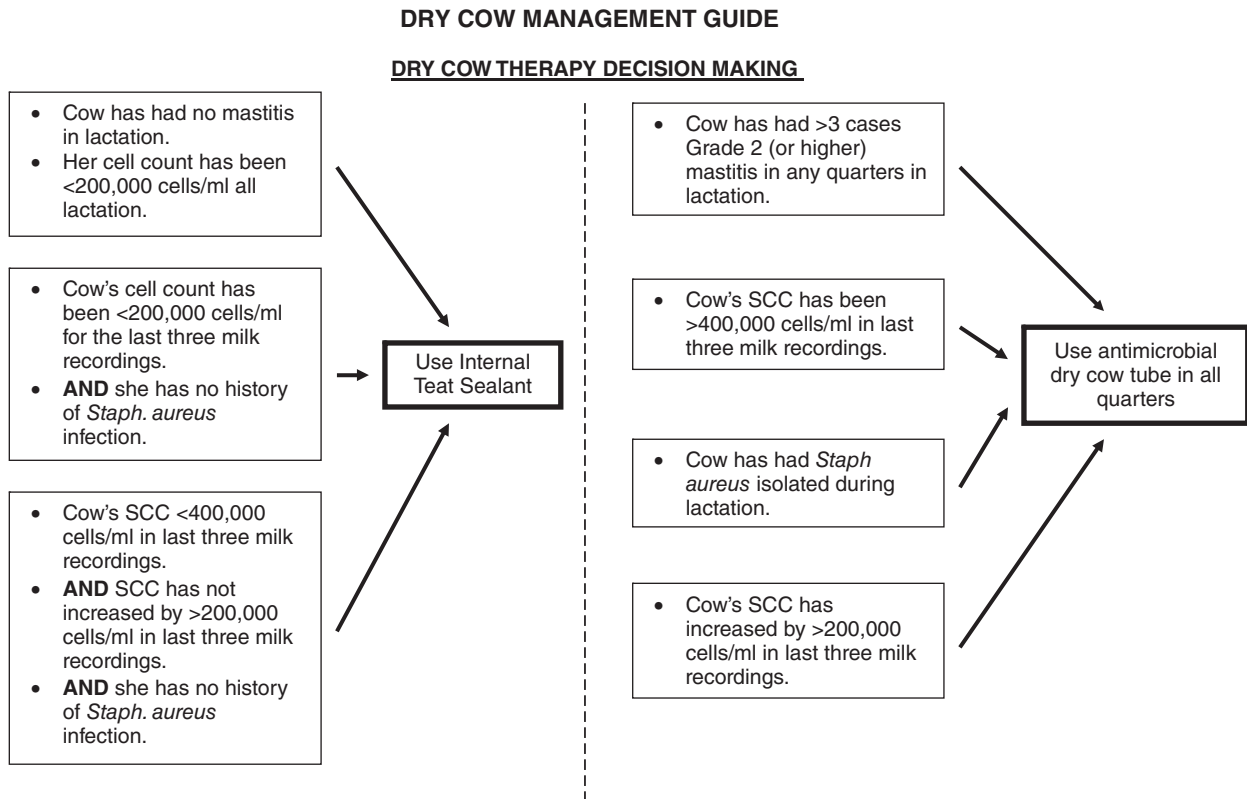 DRY COW MANAGEMENT GUIDE
DRY COW THERAPY DECISION MAKING
• Cow has had no mastitis
in lactation.
• Her cell count has been
<200,000 cells/ml all
lactation.
• Cow's cell count has
been <200,000 cells/ml
for the last three milk
recordings.
• AND she has no history
of Staph. aureus
infection.
• Cow's SCC <400,000
cells/ml in last three milk
recordings.
• AND SCC has not
increased by >200,000
cells/ml in last three milk
recordings.
• AND she has no history
of Staph. aureus
infection.
Use Internal
Teat Sealant
• Cow has had >3 cases
Grade 2 (or higher)
mastitis in any quarters in
lactation.
• Cow's SCC has been
>400,000 cells/ml in last
three milk recordings.
• Cow has had Staph
aureus isolated during
lactation.
• Cow's SCC has
increased by >200,000
cells/ml in last three milk
recordings.
Use antimicrobial
dry cow tube in all
quarters